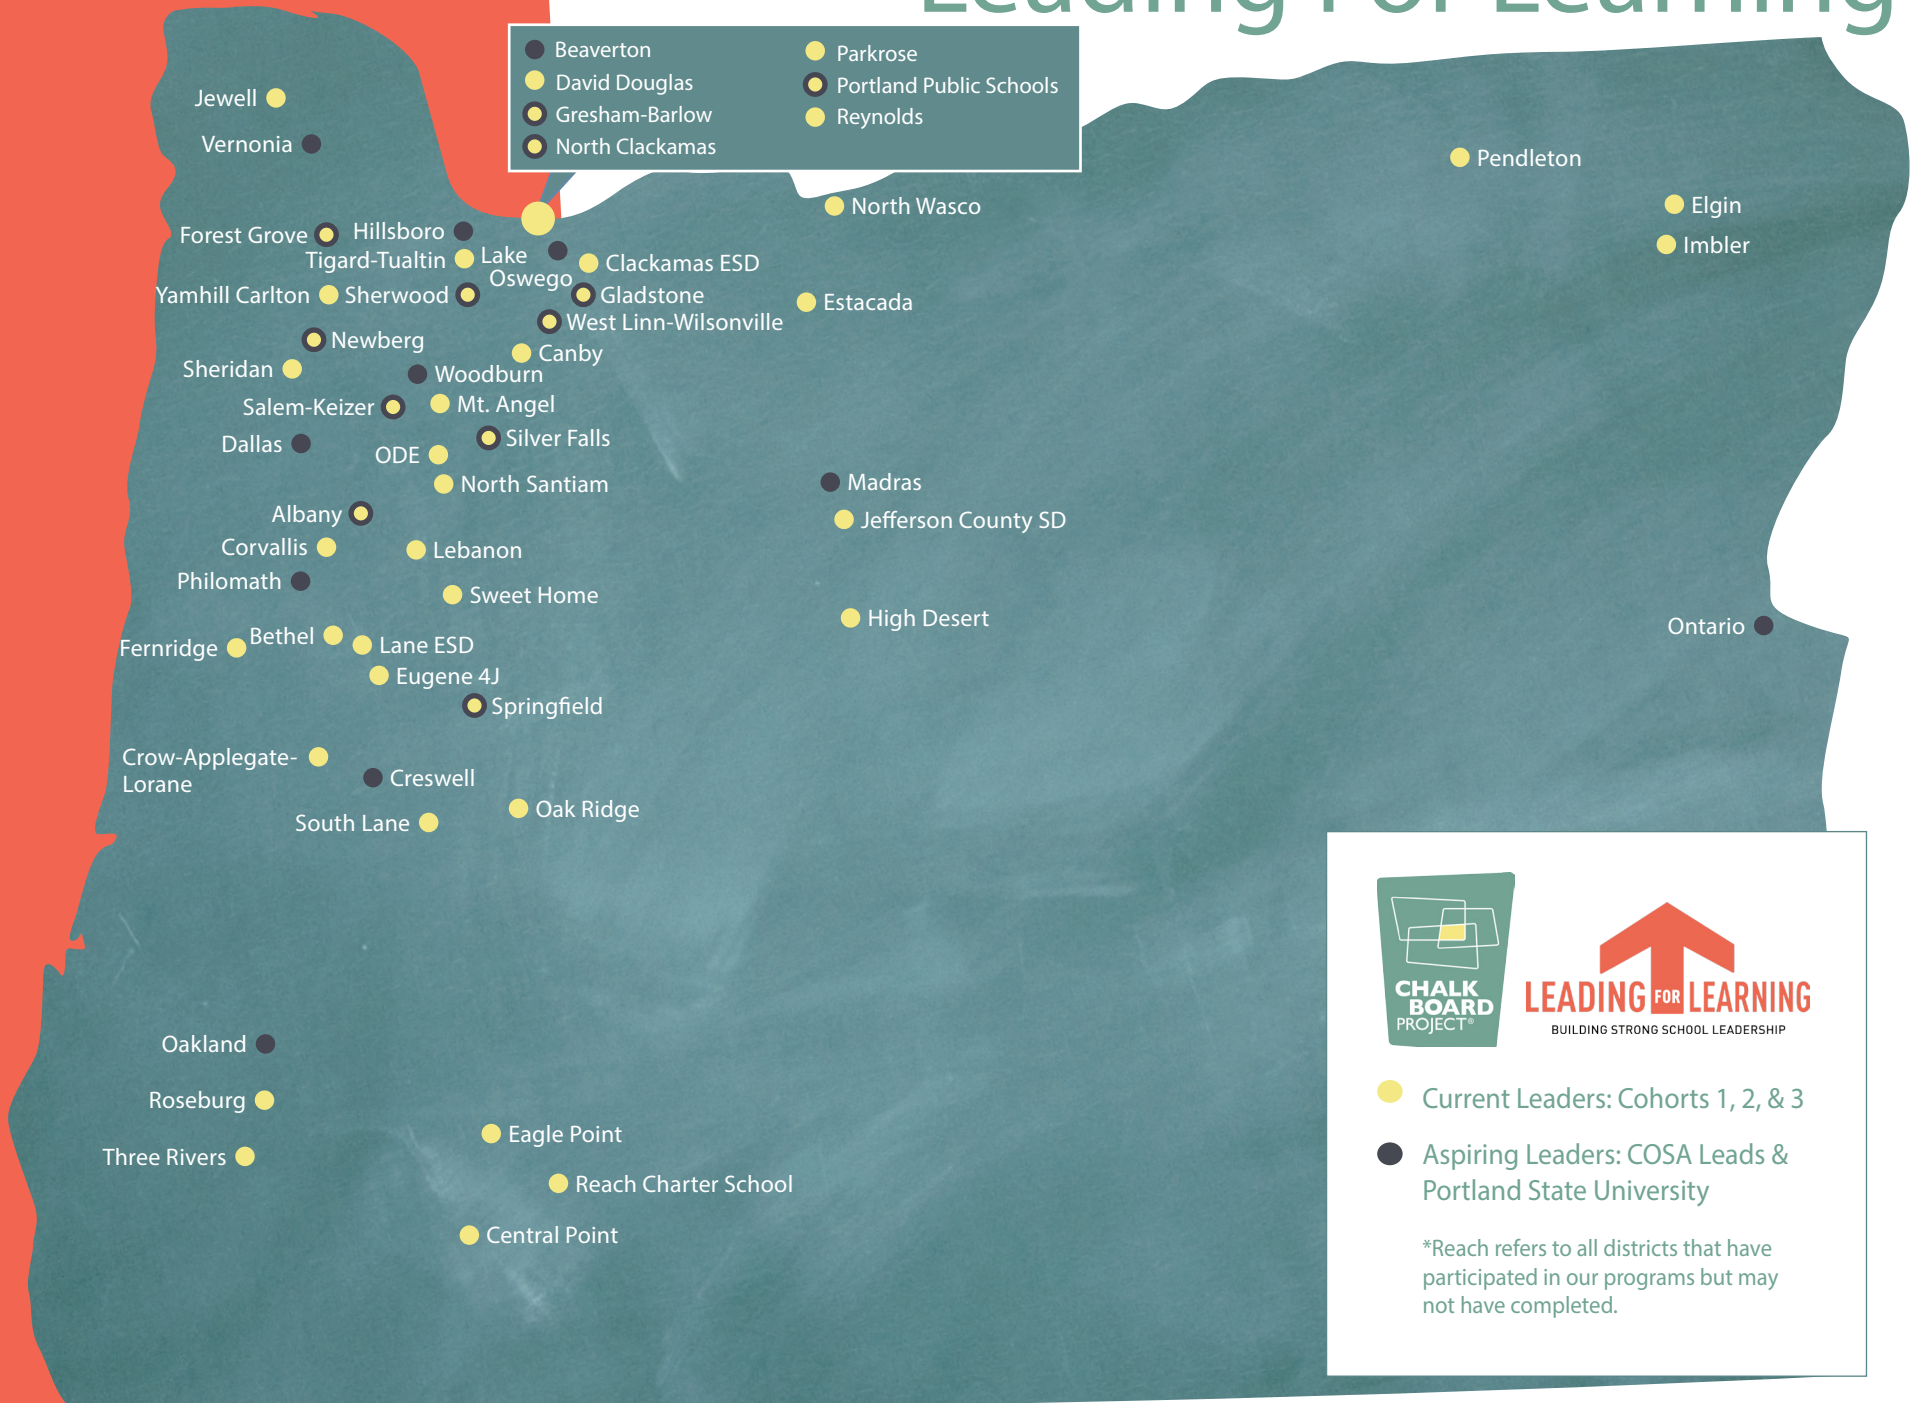 Leading For Learning
Beaverton
David Douglas
Gresham-Barlow
North Clackamas
Parkrose
Portland Public Schools
Reynolds
Jewell
Vernonia
Pendleton
North Wasco
Elgin
Imbler
Forest Grove
Hillsboro
Tigard-Tualtin
Lake
Oswego
Clackamas ESD
Yamhill Carlton
Sherwood
Gladstone
Estacada
West Linn-Wilsonville
Newberg
Canby
Sheridan
Woodburn
Salem-Keizer
Mt. Angel
Dallas
Silver Falls
ODE
North Santiam
Madras
Albany
Jefferson County SD
Corvallis
Lebanon
Philomath
Sweet Home
High Desert
Ontario
Fernridge
Bethel
Lane ESD
Eugene 4J
Springfield
Crow-Applegate-
Lorane
Creswell
Oak Ridge
South Lane
Oakland
Roseburg
Eagle Point
Three Rivers
Reach Charter School
Central Point
CHALK
BOARD
PROJECT®
LEADING FOR LEARNING
BUILDING STRONG SCHOOL LEADERSHIP
Current Leaders: Cohorts 1, 2, & 3
Aspiring Leaders: COSA Leads &
Portland State University
*Reach refers to all districts that have
participated in our programs but may
not have completed.